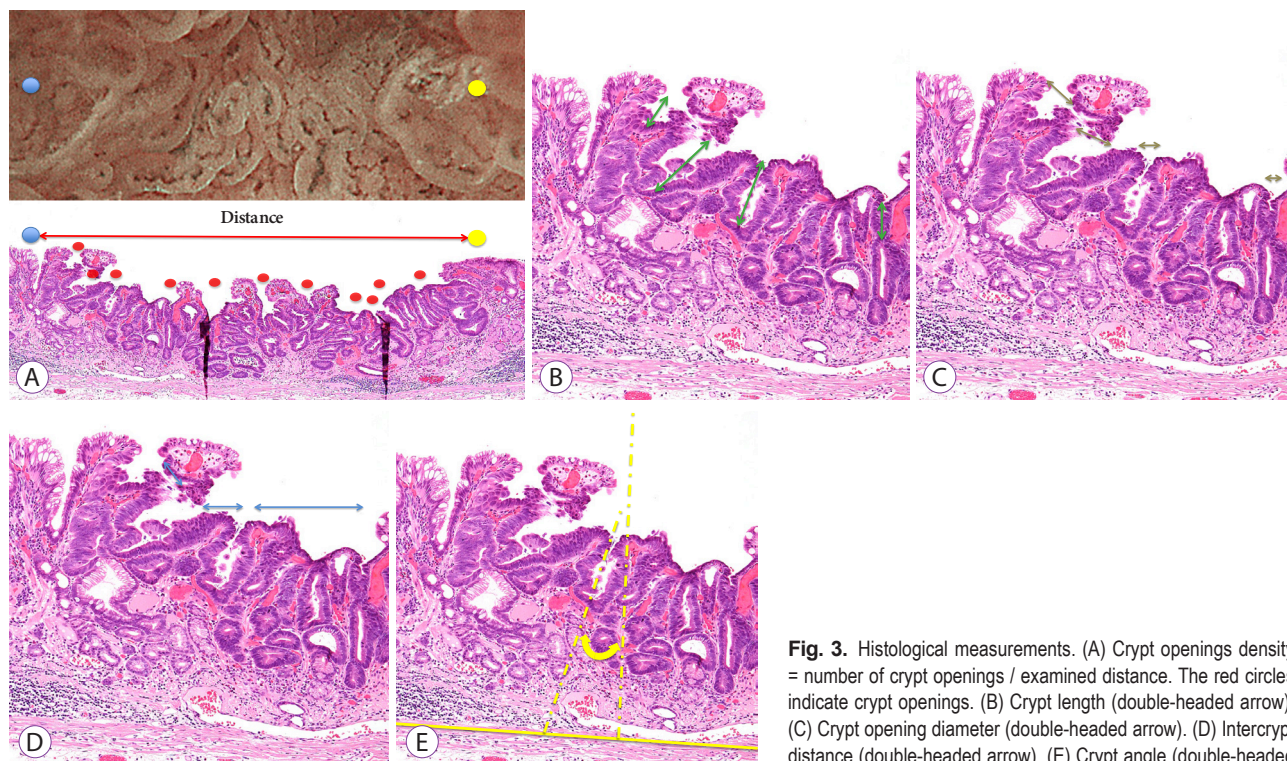 Distance
A
B
C
D
E
Fig. 3. Histological measurements. (A) Crypt openings density
= number of crypt openings / examined distance. The red circle
indicate crypt openings. (B) Crypt length (double-headed arrow)
(C) Crypt opening diameter (double-headed arrow). (D) Intercryp
distance (double-headed arrow). (E) Crypt angle (double-headed